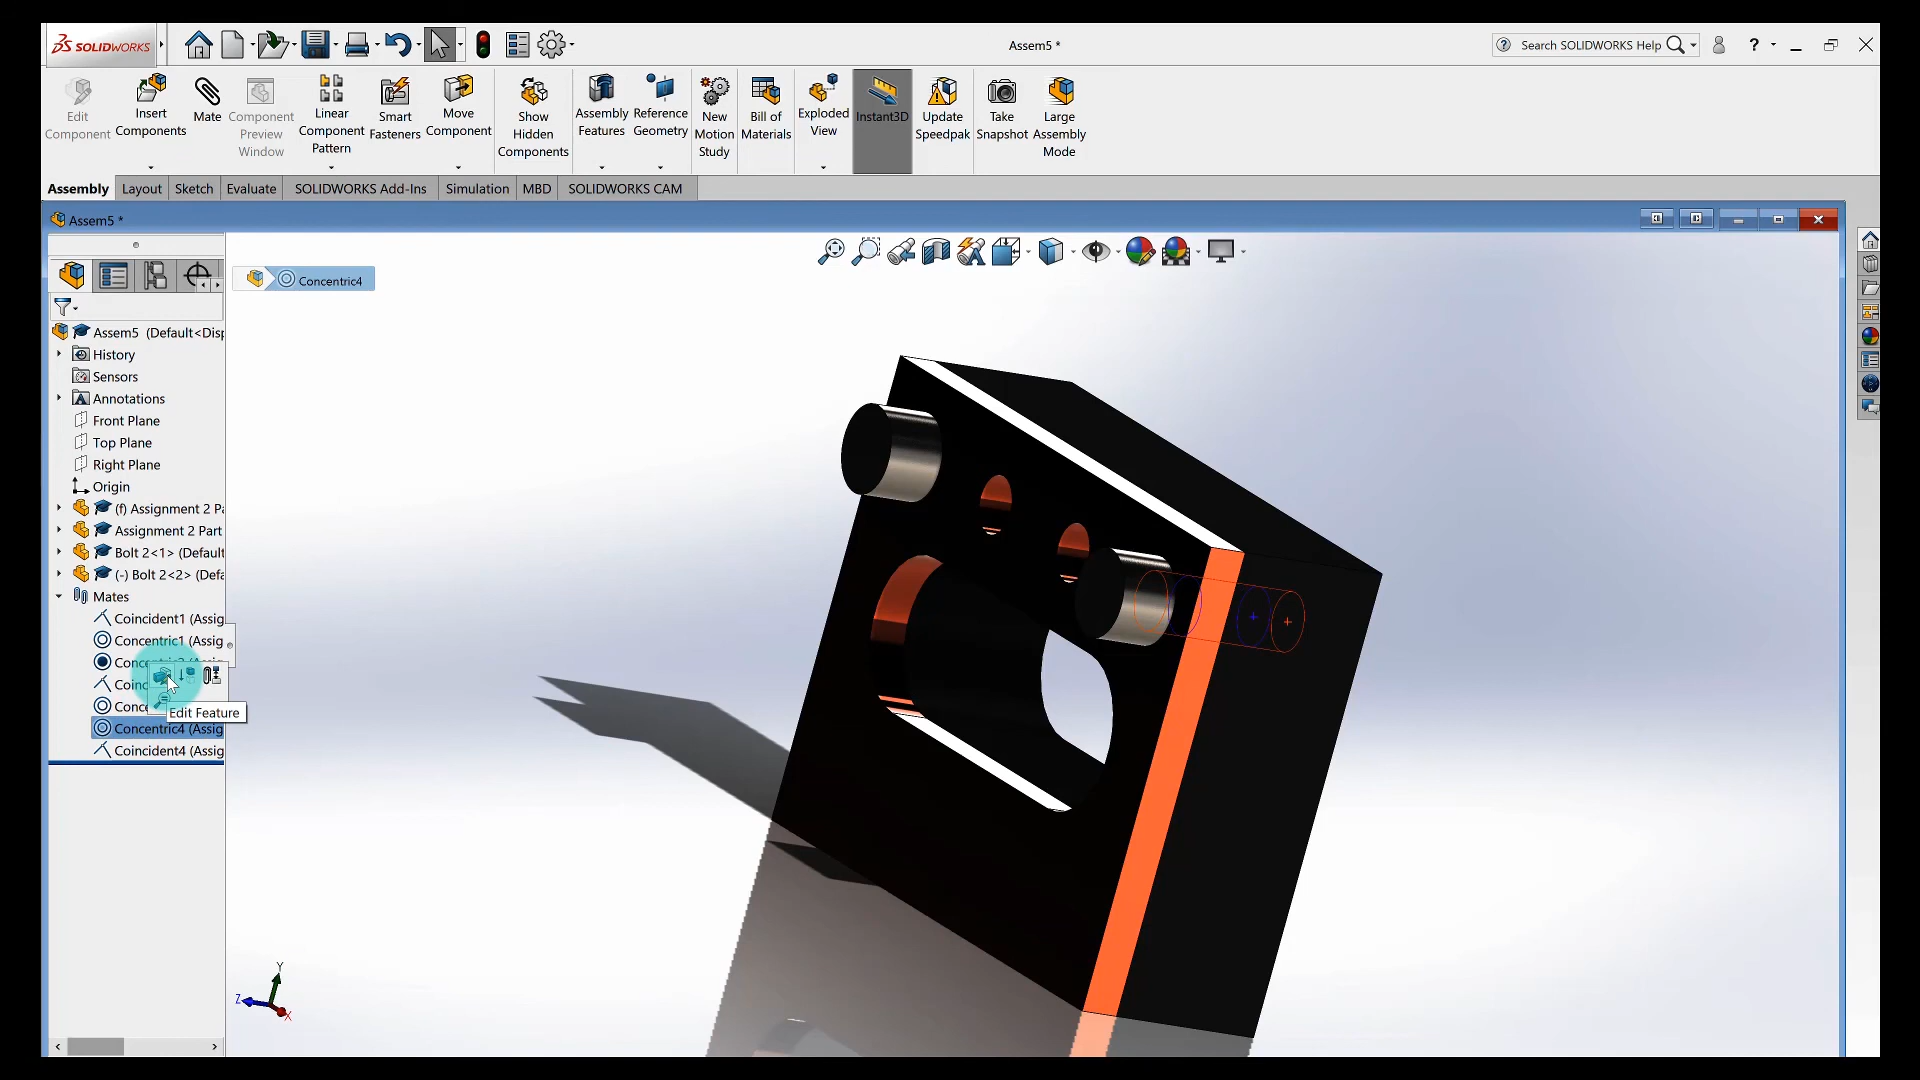 SOLIDWORKS
Assem5 *
Search SOLIDWORKS Help
?
Edit
Component
Insert
Components
Mate
Component
Preview
Window
Linear
Component
Pattern
Smart
Fasteners
Move
Component
Show
Hidden
Components
Assembly
Features
Reference
Geometry
New
Motion
Study
Bill of
Materials
Exploded
View
Instant3D
Update
Speedpak
Take
Snapshot
Large
Assembly
Mode
Assembly
Layout
Sketch
Evaluate
SOLIDWORKS Add-Ins
Simulation
MBD
SOLIDWORKS CAM
Assem5 *
Concentric4
Assem5 (Default<Disp
History
Sensors
Annotations
Front Plane
Top Plane
Right Plane
Origin
(f) Assignment 2 Pa
Assignment 2 Part
Bolt 2<1> (Default
(-) Bolt 2<2> (Defa
Mates
Coincident1 (Assig
Concentric1 (Assig
Coinc
Conce
Edit Feature
Concentric4 (Assig
Coincident4 (Assig
Y
Z
X